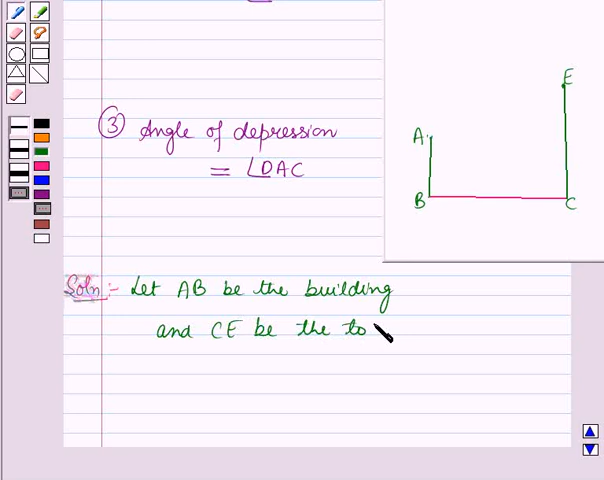 ③ Angle of depression
= ∠DAC
E
A
B
C
Soln:- Let AB be the building
and CE be the to